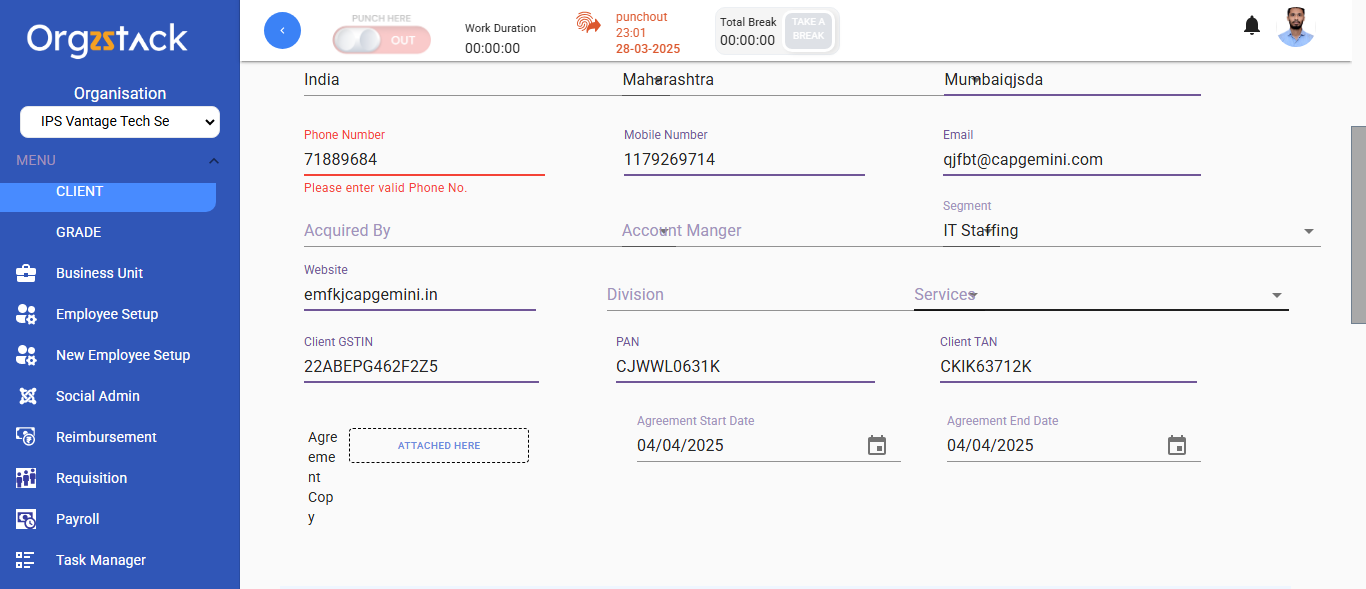 Orgzstack
Organisation
IPS Vantage Tech Se
MENU
CLIENT
GRADE
Business Unit
Employee Setup
New Employee Setup
Social Admin
Reimbursement
Requisition
Payroll
Task Manager
PUNCH HERE
OUT
Work Duration
00:00:00
punchout
23:01
28-03-2025
Total Break
00:00:00
TAKE A
BREAK
India
Maharashtra
Mumbaiqjsda
Phone Number
71889684
Please enter valid Phone No.
Mobile Number
1179269714
Email
qjfbt@capgemini.com
Acquired By
Account Manger
Segment
IT Staffing
Website
emfkjcapgemini.in
Division
Services
Client GSTIN
22ABEPG462F2Z5
PAN
CJWWL0631K
Client TAN
CKIK63712K
Agre
eme
nt
Cop
y
ATTACHED HERE
Agreement Start Date
04/04/2025
Agreement End Date
04/04/2025